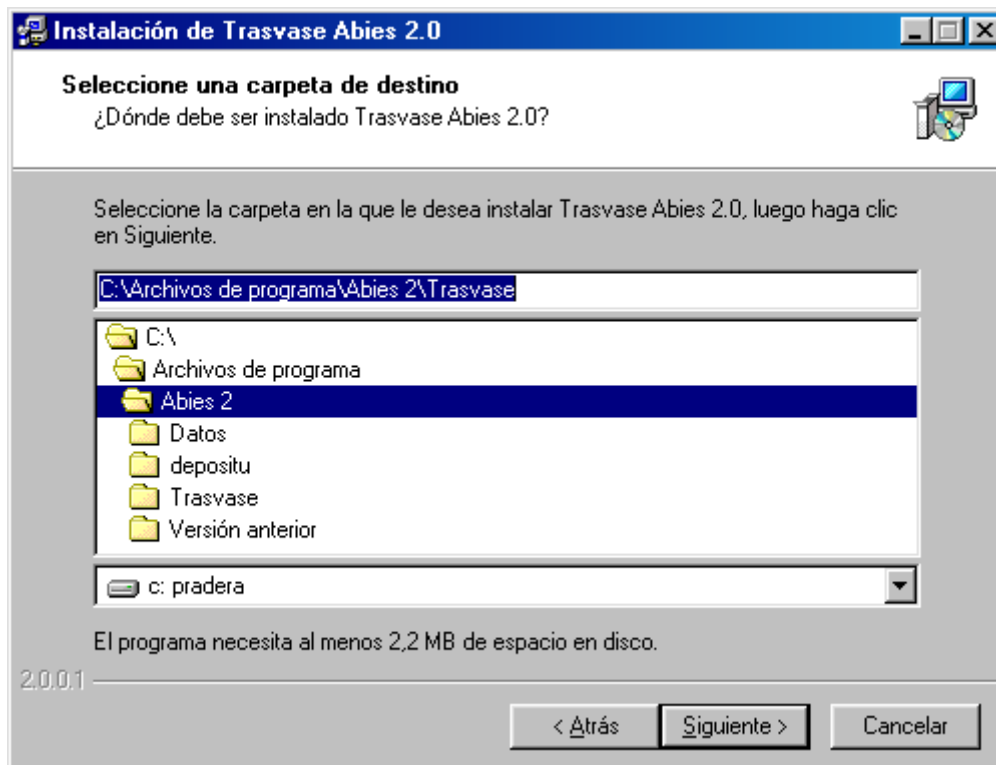 Instalación de Trasvase Abies 2.0
Seleccione una carpeta de destino
¿Dónde debe ser instalado Trasvase Abies 2.0?
Seleccione la carpeta en la que le desea instalar Trasvase Abies 2.0, luego haga clic
en Siguiente.
C:\Archivos de programa\Abies 2\Trasvase
C:\
Archivos de programa
Abies 2
Datos
depositu
Trasvase
Versión anterior
c: pradera
El programa necesita al menos 2,2 MB de espacio en disco.
2.0.0.1
< Atrás Siguiente > Cancelar